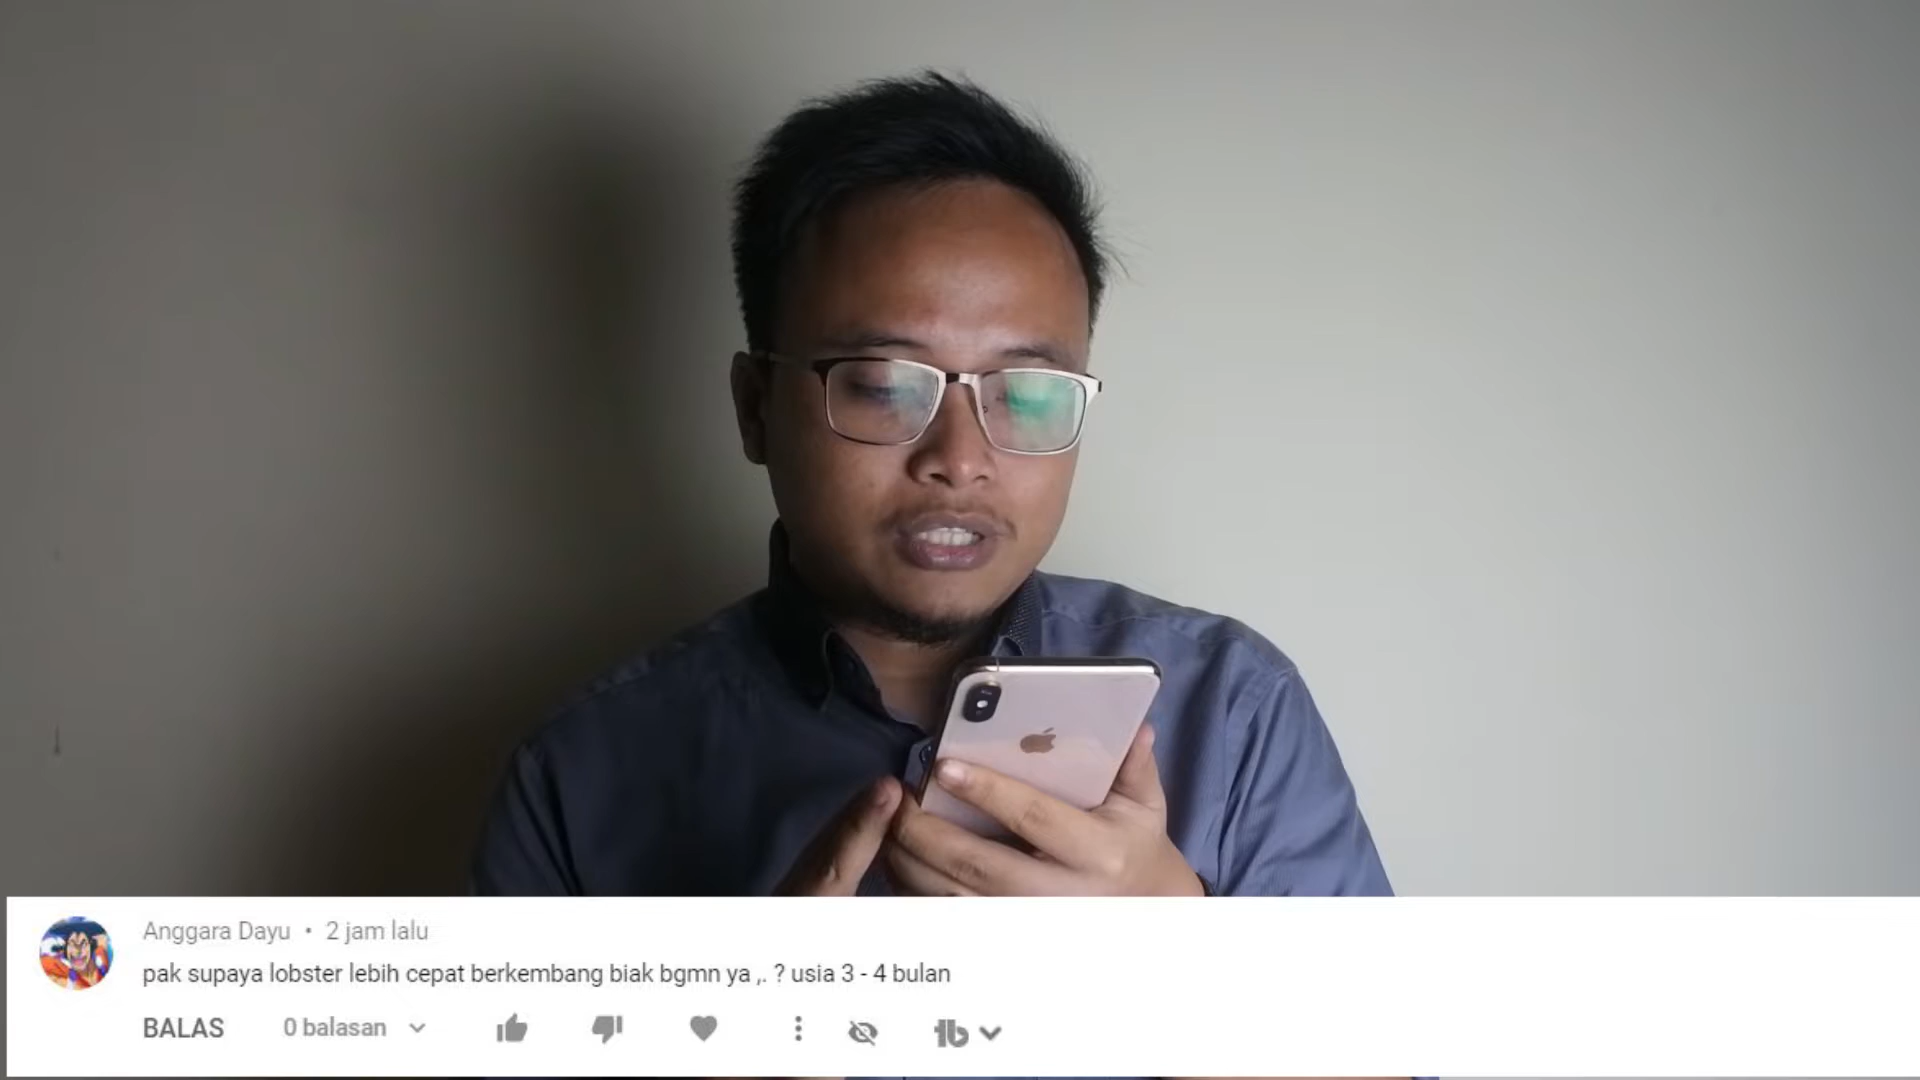 Anggara Dayu • 2 jam lalu
pak supaya lobster lebih cepat berkembang biak bgmn ya ,. ? usia 3 - 4 bulan
BALAS 0 balasan